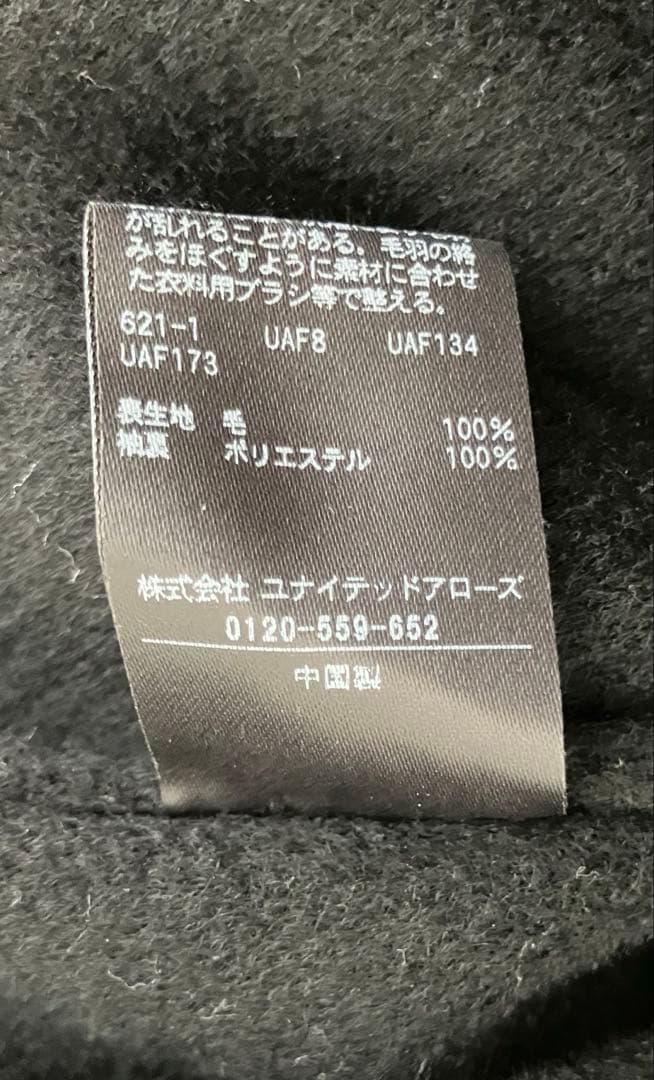 が乱れることがある。毛羽の絡
みをほぐすように素材に合わせ
た衣料用ブラシ等で整える。
621-1 UAF8 UAF134
UAF173
表生地 毛 100%
袖裏 ポリエステル 100%
株式会社 ユナイテッドアローズ
0120-559-652
中国製